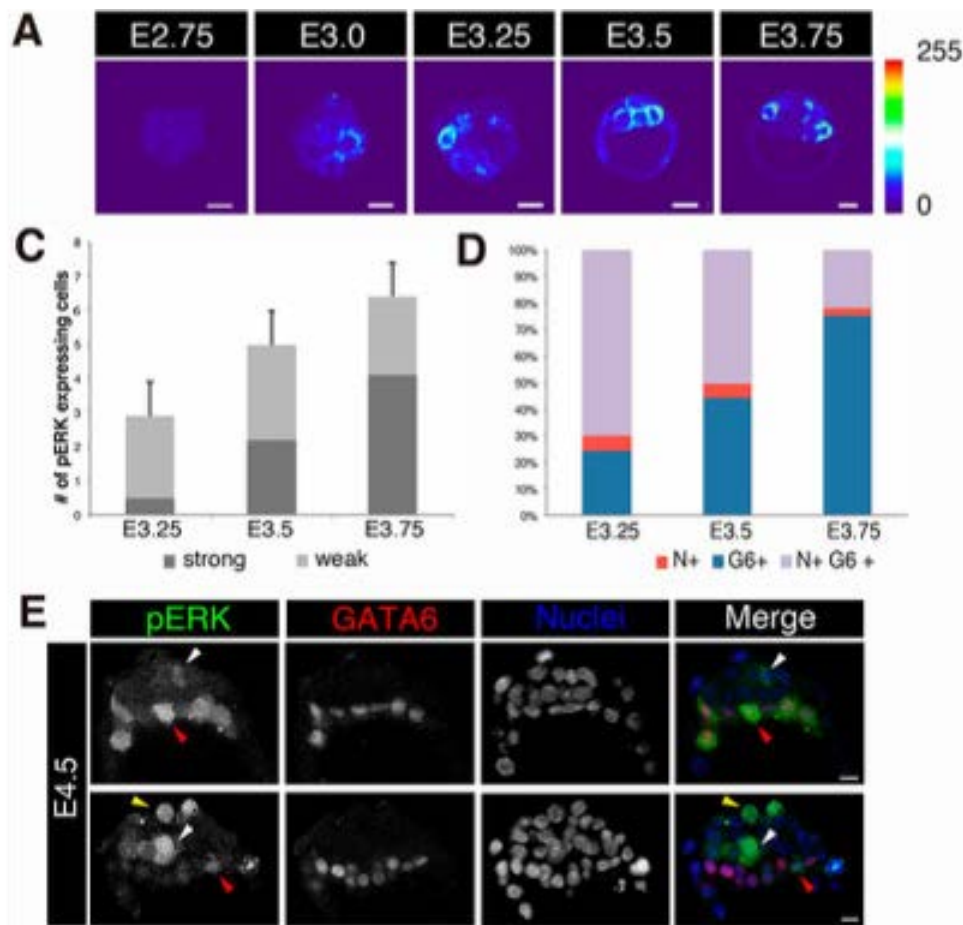 A
E2.75 E3.0 E3.25 E3.5 E3.75
255
0
C
# of pERK expressing cells
8
7
6
5
4
3
2
1
0
E3.25 E3.5 E3.75
strong weak
D
100%
90%
80%
70%
60%
50%
40%
30%
20%
10%
0%
E3.25 E3.5 E3.75
N+ G6+ N+ G6 +
E
pERK GATA6 Nuclei Merge
E4.5